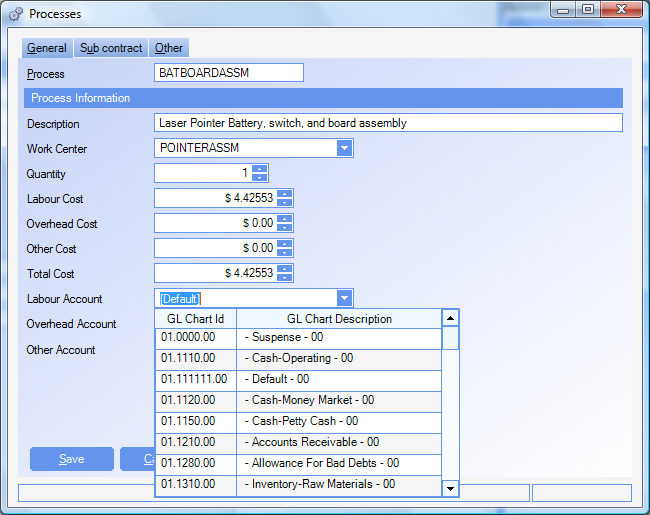 Processes
General Sub contract Other
Process BATBOARDASSM
Process Information
Description Laser Pointer Battery, switch, and board assembly
Work Center POINTERASSM
Quantity 1
Labour Cost $ 4.42553
Overhead Cost $ 0.00
Other Cost $ 0.00
Total Cost $ 4.42553
Labour Account (Default)
Overhead Account GL Chart Id GL Chart Description
01.0000.00 - Suspense - 00
Other Account 01.1110.00 - Cash-Operating - 00
01.111111.00 - Default - 00
01.1120.00 - Cash-Money Market - 00
01.1150.00 - Cash-Petty Cash - 00
01.1210.00 - Accounts Receivable - 00
Save Ca 01.1280.00 - Allowance For Bad Debts - 00
01.1310.00 - Inventory-Raw Materials - 00